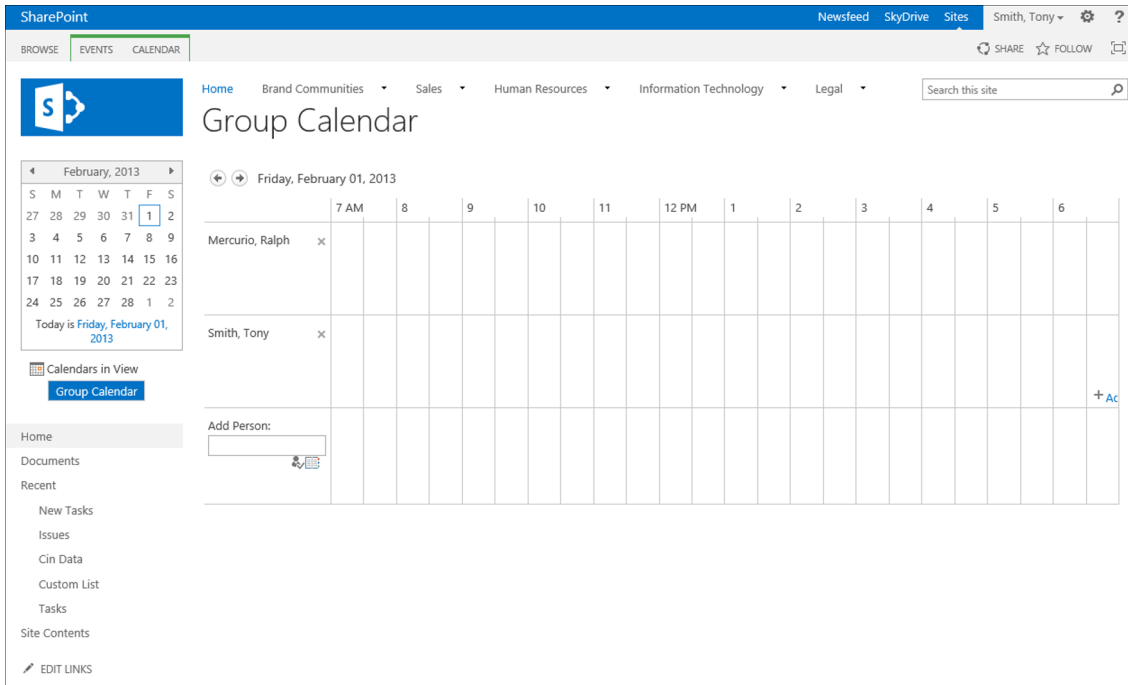 SharePoint
Newsfeed SkyDrive Sites Smith, Tony ?
BROWSE EVENTS CALENDAR
SHARE FOLLOW
S
Home Brand Communities Sales Human Resources Information Technology Legal
Search this site
Group Calendar
February, 2013
S M T W T F S
27 28 29 30 31 1 2
3 4 5 6 7 8 9
10 11 12 13 14 15 16
17 18 19 20 21 22 23
24 25 26 27 28 1 2
Today is Friday, February 01,
2013
Calendars in View
Group Calendar
Home
Documents
Recent
New Tasks
Issues
Cin Data
Custom List
Tasks
Site Contents
EDIT LINKS
Friday, February 01, 2013
7 AM 8 9 10 11 12 PM 1 2 3 4 5 6
Mercurio, Ralph
Smith, Tony
Add Person: